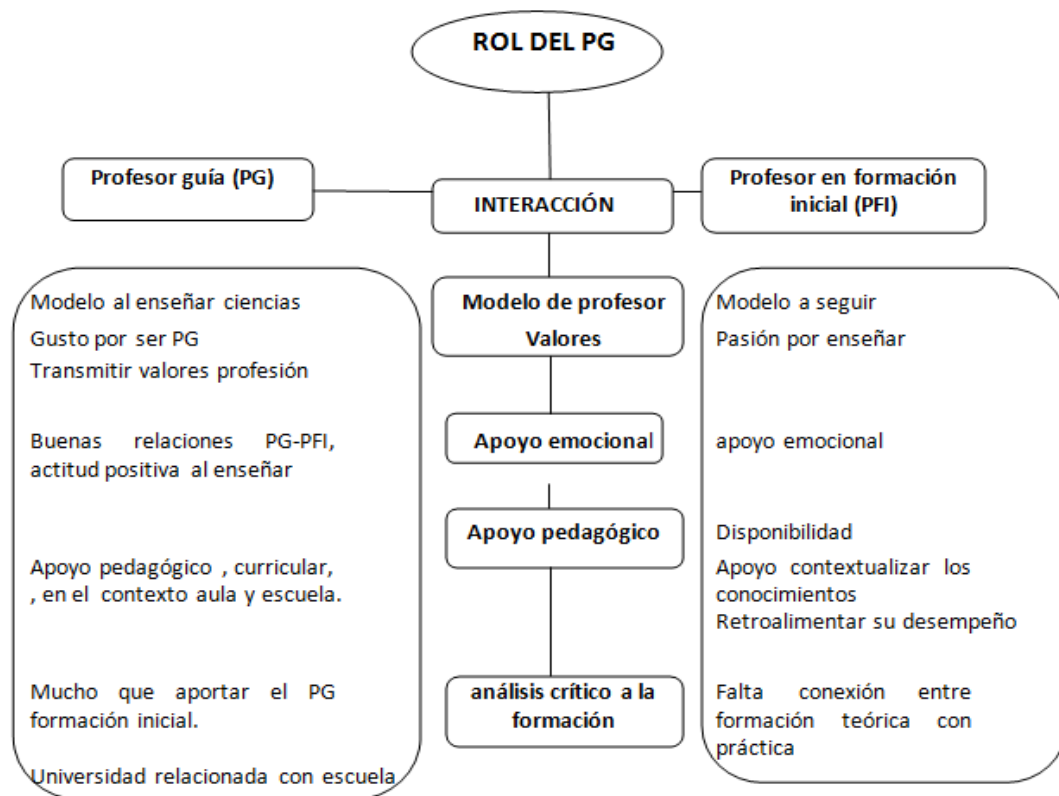 ROL DEL PG
Profesor guía (PG)
INTERACCIÓN
Profesor en formación
inicial (PFI)
Modelo al enseñar ciencias
Gusto por ser PG
Transmitir valores profesión
Buenas relaciones PG-PFI,
actitud positiva al enseñar
Apoyo pedagógico , curricular,
, en el contexto aula y escuela.
Mucho que aportar el PG
formación inicial.
Universidad relacionada con escuela
Modelo de profesor
Valores
Apoyo emocional
Apoyo pedagógico
análisis crítico a la
formación
Modelo a seguir
Pasión por enseñar
apoyo emocional
Disponibilidad
Apoyo contextualizar los
conocimientos
Retroalimentar su desempeño
Falta conexión entre
formación teórica con
práctica